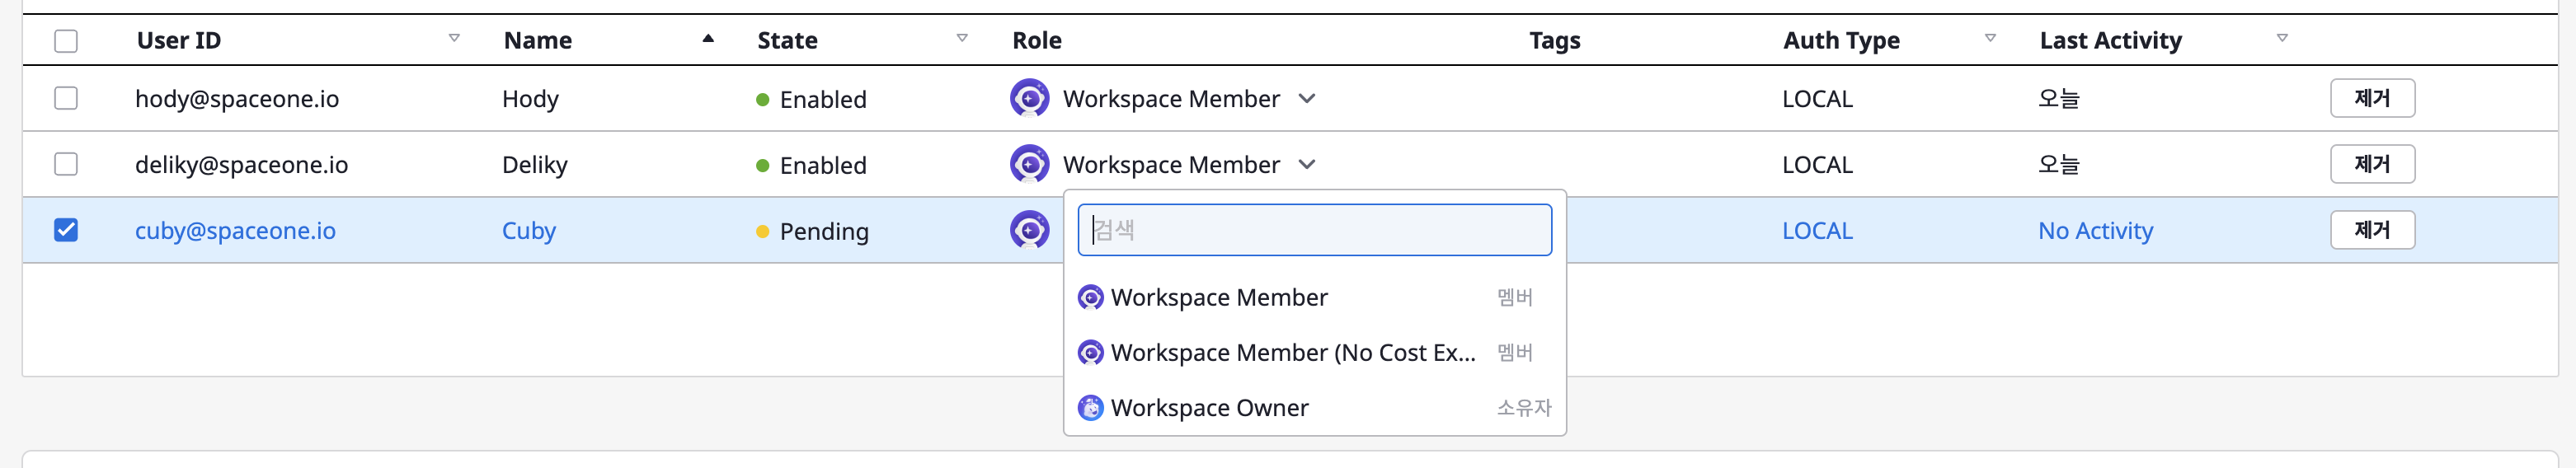 User ID Name State Role Tags Auth Type Last Activity
hody@spaceone.io Hody Enabled Workspace Member LOCAL 오늘 제거
deliky@spaceone.io Deliky Enabled Workspace Member LOCAL 오늘 제거
cuby@spaceone.io Cuby Pending 검색 LOCAL No Activity 제거
Workspace Member 멤버
Workspace Member (No Cost Ex... 멤버
Workspace Owner 소유자